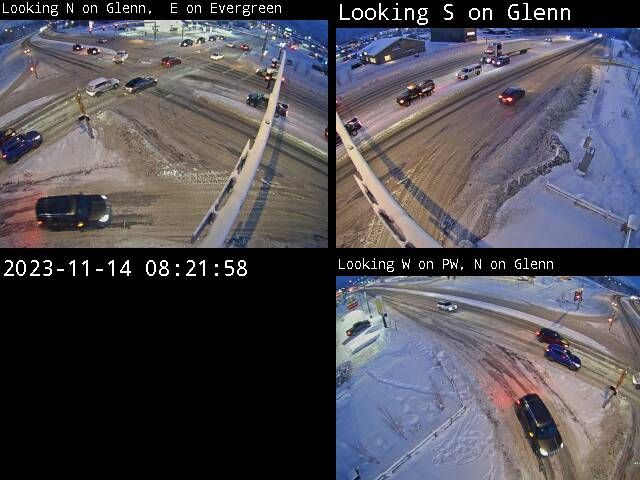 Looking N on Glenn,  E on Evergreen
Looking S on Glenn
2023-11-14 08:21:58
Looking W on PW, N on Glenn